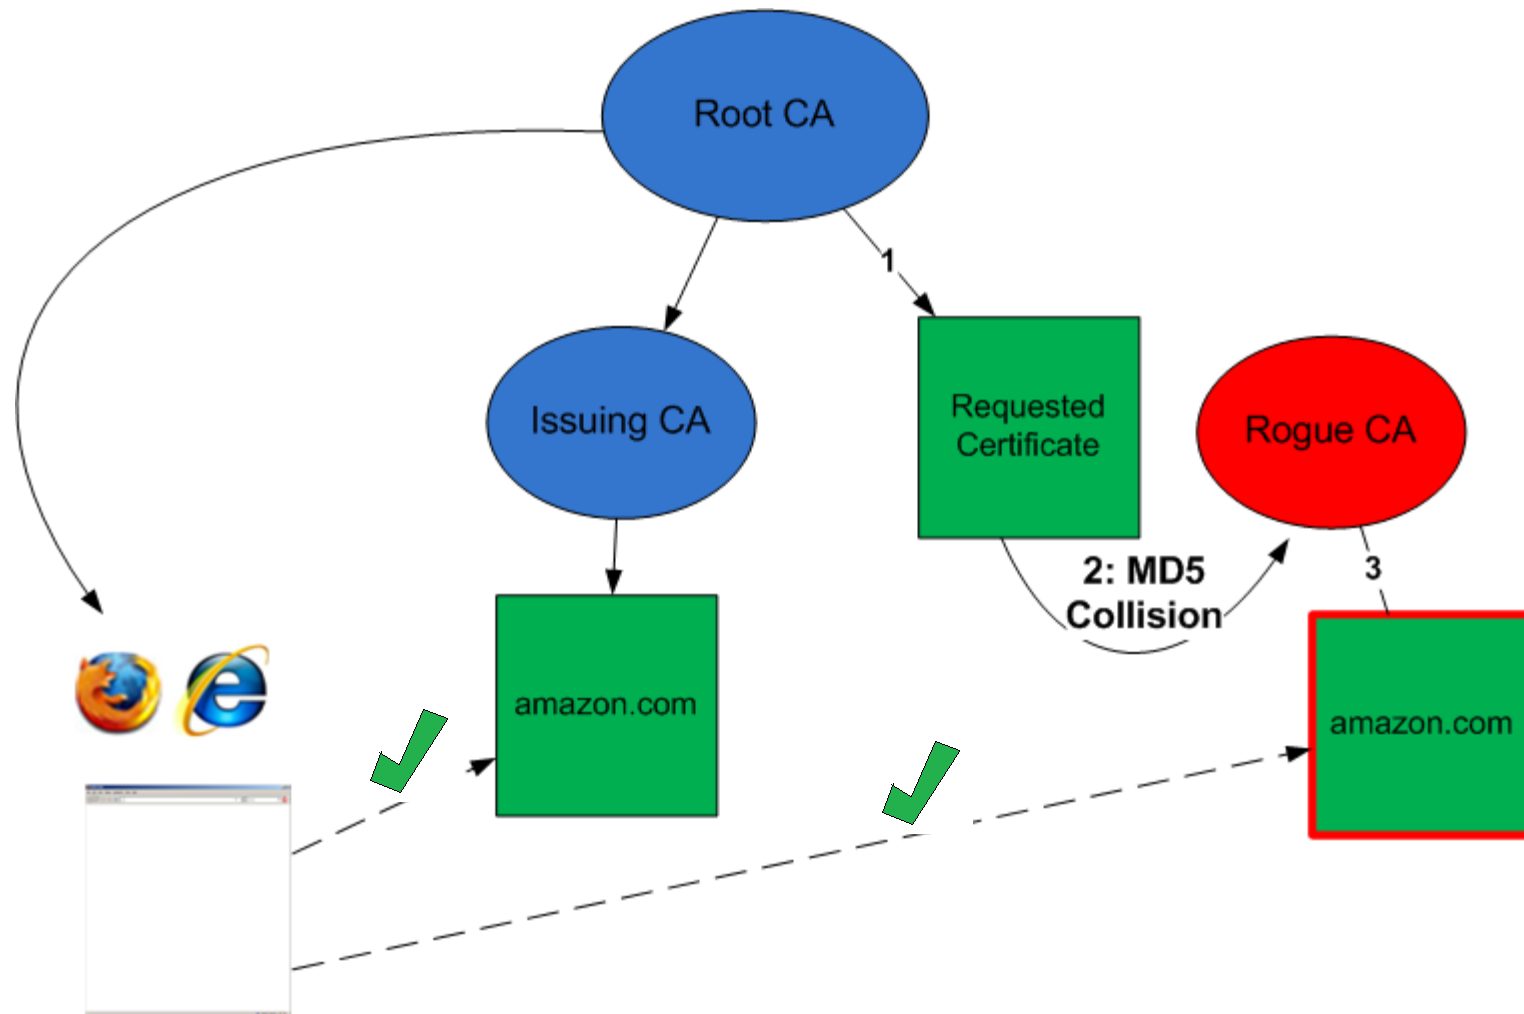 Root CA
1
Issuing CA
Requested
Certificate
Rogue CA
2: MD5
Collision
3
amazon.com
amazon.com